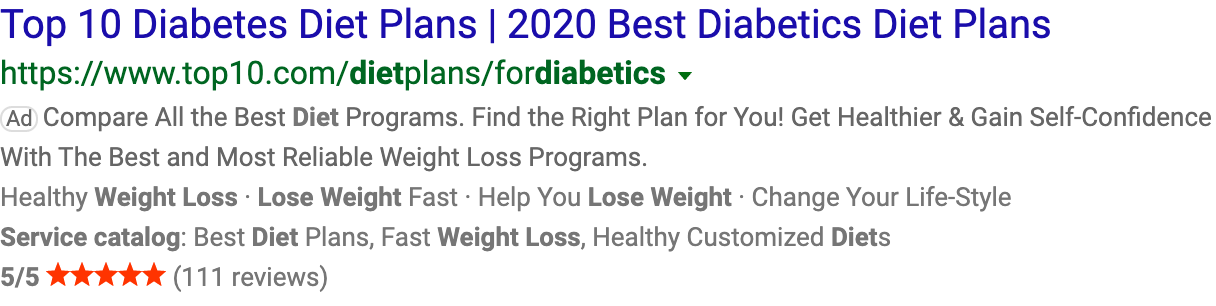 Top 10 Diabetes Diet Plans | 2020 Best Diabetics Diet Plans
https://www.top10.com/dietplans/fordiabetics
Ad Compare All the Best Diet Programs. Find the Right Plan for You! Get Healthier & Gain Self-Confidence
With The Best and Most Reliable Weight Loss Programs.
Healthy Weight Loss · Lose Weight Fast · Help You Lose Weight · Change Your Life-Style
Service catalog: Best Diet Plans, Fast Weight Loss, Healthy Customized Diets
5/5 ★★★★★ (111 reviews)